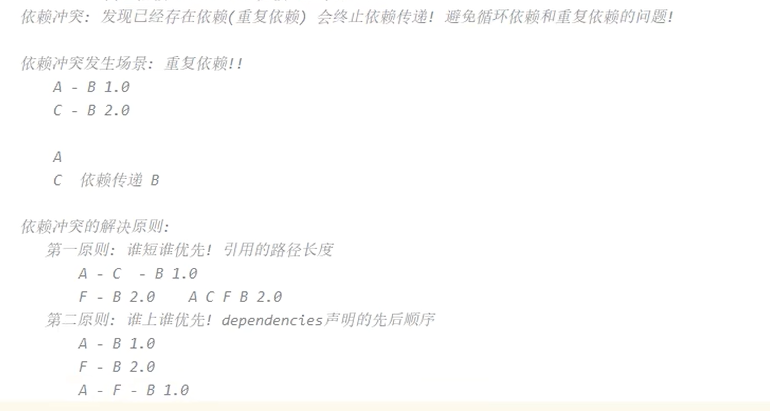 依赖冲突: 发现已经存在依赖(重复依赖) 会终止依赖传递! 避免循环依赖和重复依赖的问题!
依赖冲突发生场景: 重复依赖!!
A - B 1.0
C - B 2.0
A
C 依赖传递 B
依赖冲突的解决原则:
第一原则: 谁短谁优先! 引用的路径长度
A - C - B 1.0
F - B 2.0 A C F B 2.0
第二原则: 谁上谁优先! dependencies声明的先后顺序
A - B 1.0
F - B 2.0
A - F - B 1.0